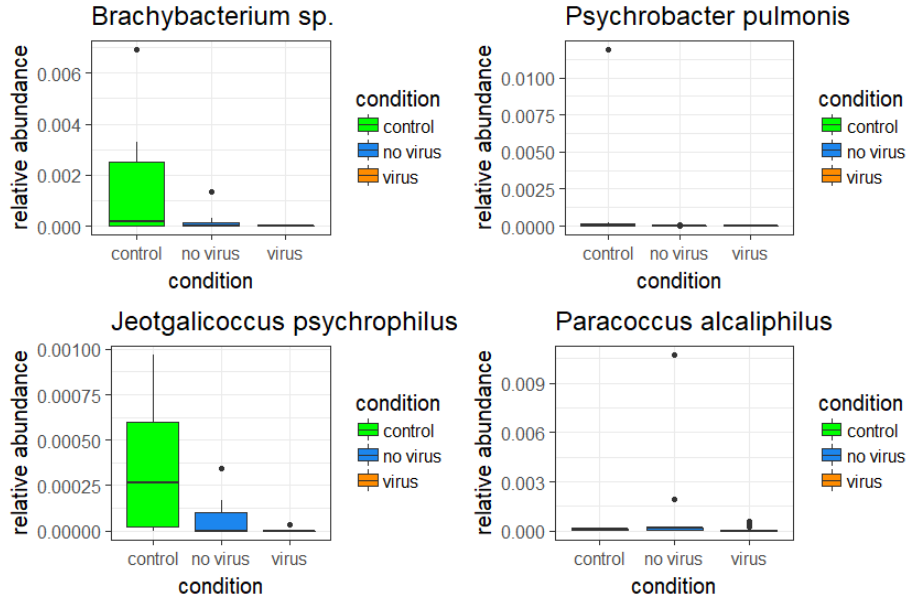 Brachybacterium sp.
relative abundance
0.006
0.004
0.002
0.000
control
no virus
virus
condition
condition
control
no virus
virus
Psychrobacter pulmonis
relative abundance
0.0100
0.0075
0.0050
0.0025
0.0000
control
no virus
virus
condition
condition
control
no virus
virus
Jeotgalicoccus psychrophilus
relative abundance
0.00100
0.00075
0.00050
0.00025
0.00000
control
no virus
virus
condition
condition
control
no virus
virus
Paracoccus alcaliphilus
relative abundance
0.009
0.006
0.003
0.000
control
no virus
virus
condition
condition
control
no virus
virus